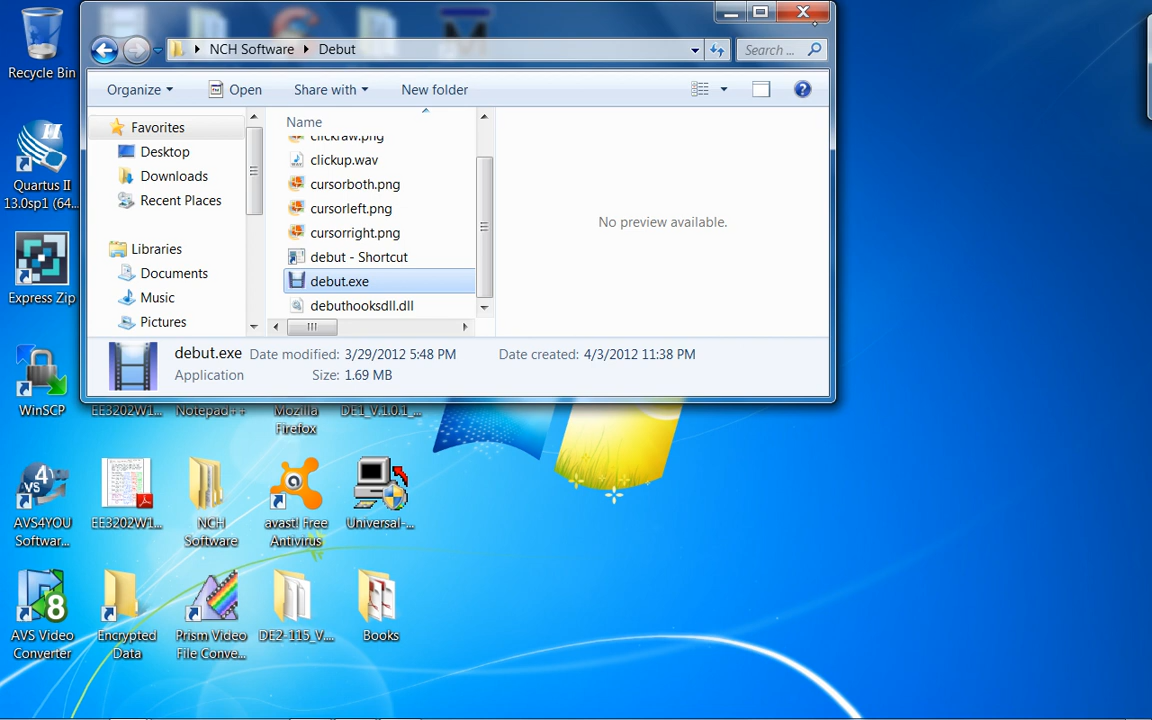 Recycle Bin
Quartus II
13.0sp1 (64...
Express Zip
WinSCP
AVS4YOU
Softwar...
AVS Video
Converter
NCH Software
Debut
Search ...
Organize
Open
Share with
New folder
Favorites
Desktop
Downloads
Recent Places
Libraries
Documents
Music
Pictures
Name
clickraw.png
clickup.wav
cursorboth.png
cursorleft.png
cursorright.png
debut - Shortcut
debut.exe
debuthooksdll.dll
No preview available.
debut.exe Date modified: 3/29/2012 5:48 PM Date created: 4/3/2012 11:38 PM
Application Size: 1.69 MB
EE3202W1...
Notepad++
Mozilla
Firefox
DE1_V.1.0.1_...
EE3202W1...
NCH
Software
avast! Free
Antivirus
Universal-...
Encrypted
Data
Prism Video
File Conve...
DE2-115_V....
Books